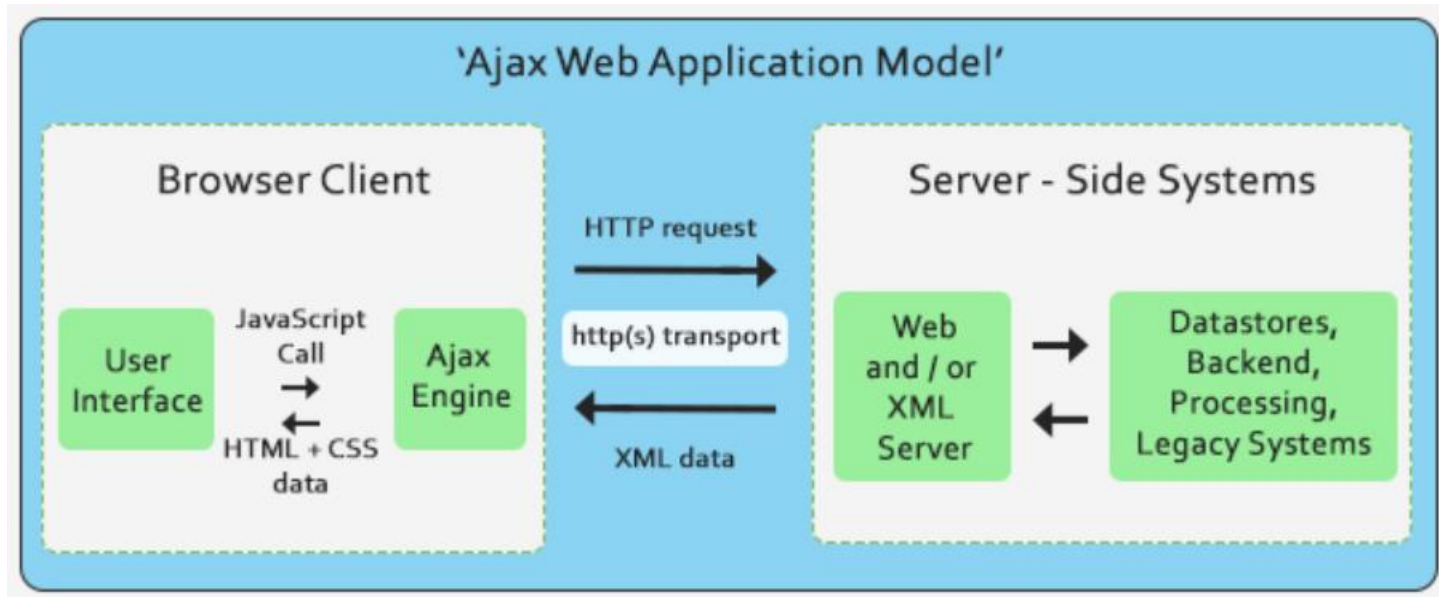 'Ajax Web Application Model'
Browser Client
User
Interface
JavaScript
Call
HTML + CSS
data
Ajax
Engine
HTTP request
http(s) transport
XML data
Server - Side Systems
Web
and / or
XML
Server
Datastores,
Backend,
Processing,
Legacy Systems